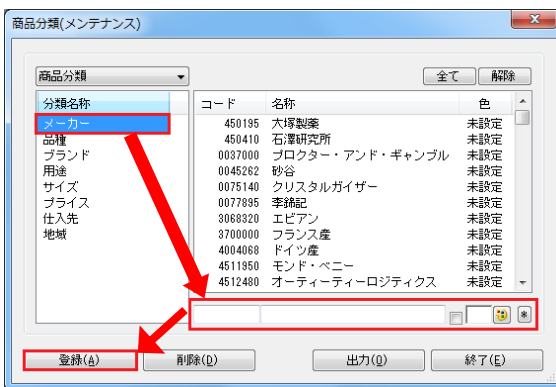 商品分類(メンテナンス)
商品分類
全て 解除
分類名称
メーカー
品種
ブランド
用途
サイズ
プライス
仕入先
地域
コード 名称 色
450195 大塚製薬 未設定
450410 石澤研究所 未設定
0037000 プロクター・アンド・ギャンブル 未設定
0045262 砂谷 未設定
0075140 クリスタルガイザー 未設定
0077895 李錦記 未設定
3068320 エビアン 未設定
3700000 フランス産 未設定
4004068 ドイツ産 未設定
4511950 モンド・ベニー 未設定
4512480 オーティーティーロジティクス 未設定
*
登録(A) 削除(D) 出力(O) 終了(E)